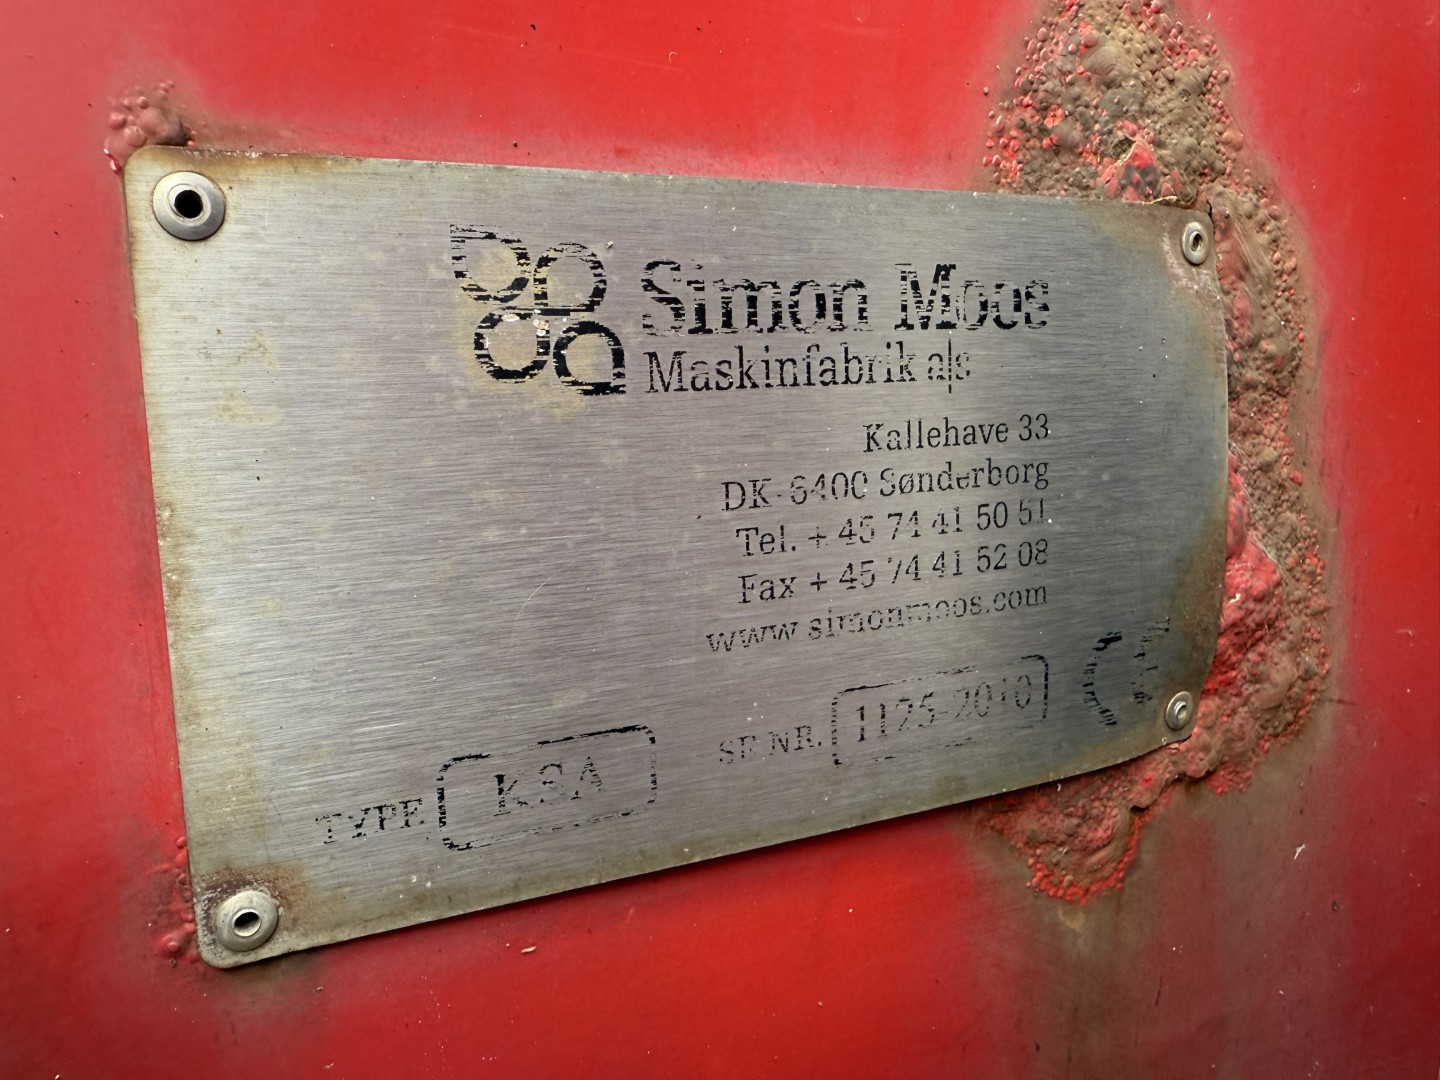 Simon Moos
Maskinfabrik a|s
Kallehave 33
DK-6400 Sønderborg
Tel. + 45 74 41 50 51
Fax + 45 74 41 52 08
www.simonmoos.com
TYPE KSA
SE NR. 1125-2010